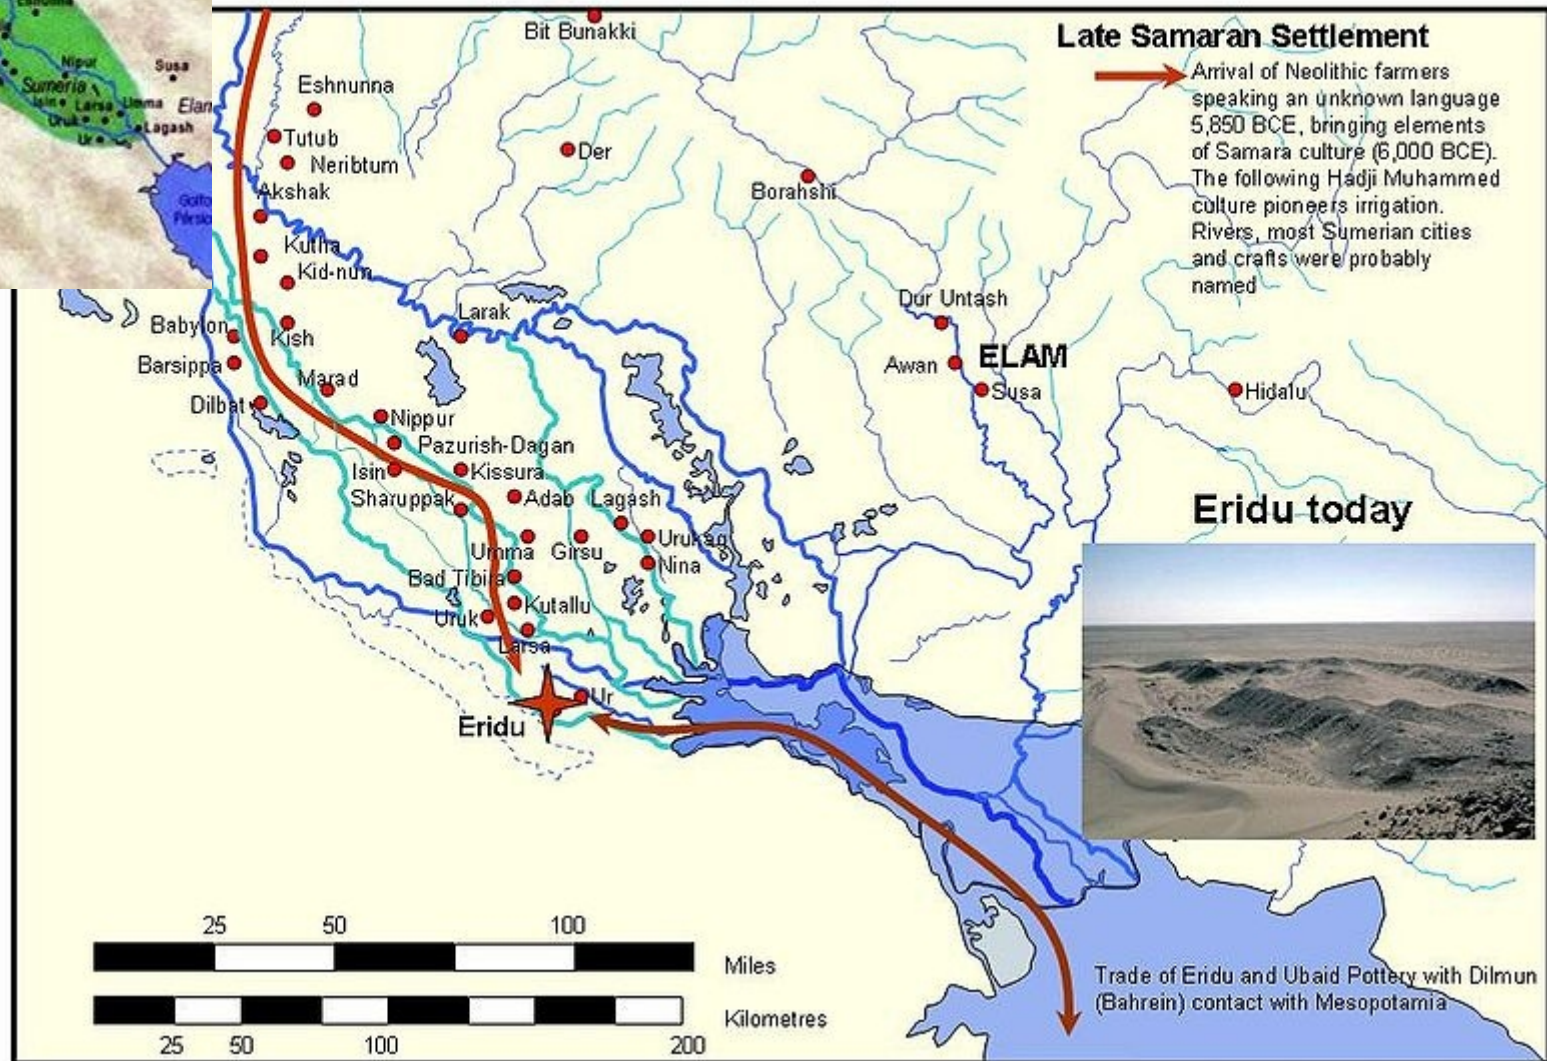 Nipur
Susa
Sumeria
Isin
Larsa
Umma
Elam
Uruk
Lagash
Ur
Golfo
Pérsico
Bit Bunakki
Eshnunna
Tutub
Neribtum
Der
Akshak
Borahshi
Kutha
Kid-nun
Larak
Dur Untash
Babylon
Kish
Barsippa
Awan
ELAM
Marad
Susa
Hidalu
Dilbat
Nippur
Pazurish-Dagan
Isin
Kissura
Sharuppak
Adab
Lagash
Umma
Girsu
Urukag
Nina
Bad Tibira
Kutallu
Uruk
Larsa
Ur
Eridu
Late Samaran Settlement
Arrival of Neolithic farmers
speaking an unknown language
5,850 BCE, bringing elements
of Samara culture (6,000 BCE).
The following Hadji Muhammed
culture pioneers irrigation.
Rivers, most Sumerian cities
and crafts were probably
named
Eridu today
Trade of Eridu and Ubaid Pottery with Dilmun
(Bahrein) contact with Mesopotamia
25 50 100
Miles
Kilometres
25 50 100 200